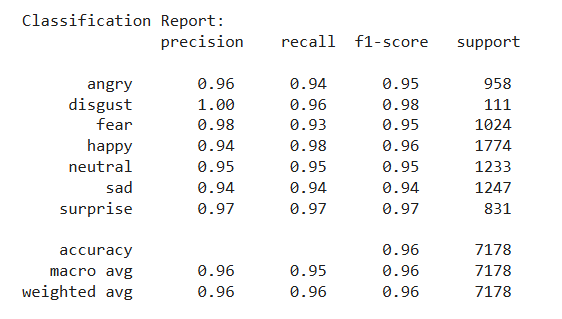 Classification Report:
precision recall f1-score support
angry 0.96 0.94 0.95 958
disgust 1.00 0.96 0.98 111
fear 0.98 0.93 0.95 1024
happy 0.94 0.98 0.96 1774
neutral 0.95 0.95 0.95 1233
sad 0.94 0.94 0.94 1247
surprise 0.97 0.97 0.97 831
accuracy 0.96 7178
macro avg 0.96 0.95 0.96 7178
weighted avg 0.96 0.96 0.96 7178